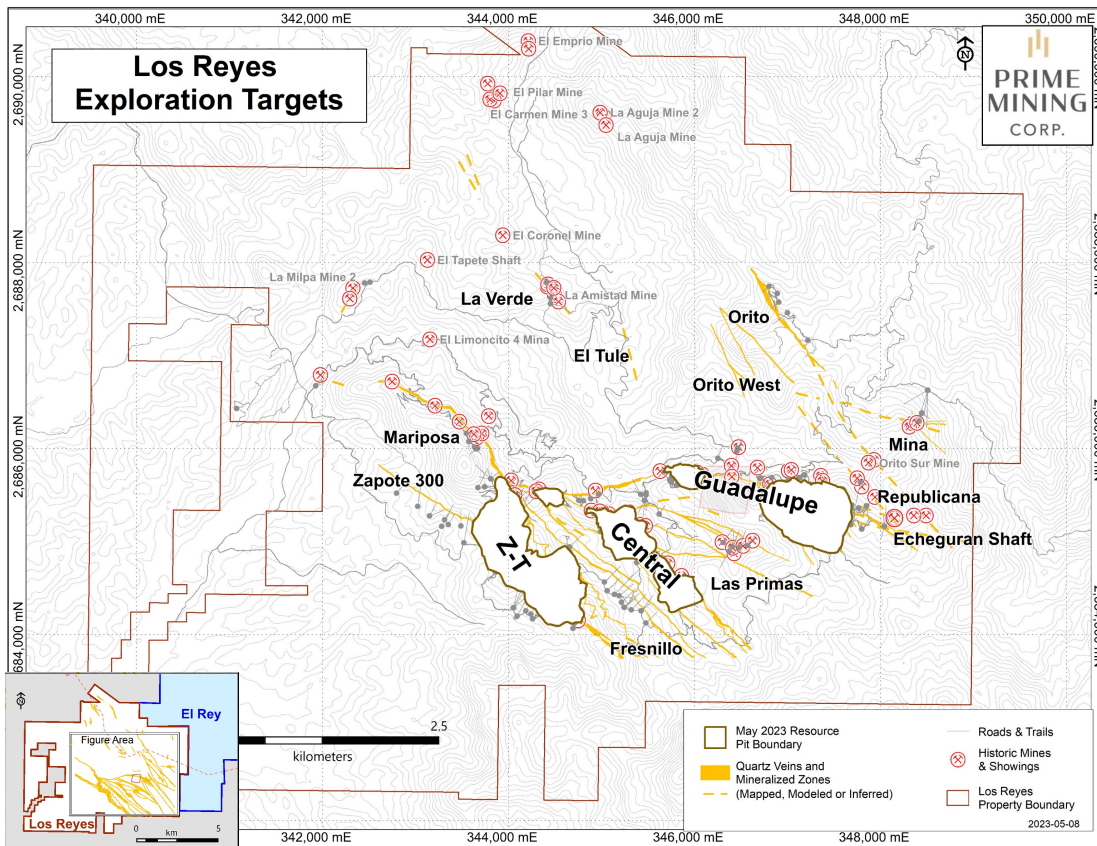 340,000 mE
342,000 mE
344,000 mE
346,000 mE
348,000 mE
350,000 mE
Los Reyes
Exploration Targets
N
PRIME
MINING
CORP.
2,690,000 mN
El Emprio Mine
El Pilar Mine
El Carmen Mine 3
La Aguja Mine 2
La Aguja Mine
2,688,000 mN
El Coronel Mine
El Tapete Shaft
La Milpa Mine 2
La Verde
La Amistad Mine
Orito
El Limoncito 4 Mina
El Tule
Orito West
2,686,000 mN
Mariposa
Mina
Orito Sur Mine
Zapote 300
Guadalupe
Republicana
Echeguran Shaft
Z-T
Central
Las Primas
Fresnillo
684,000 mN
El Rey
Figure Area
Los Reyes
0
5
km
2.5
kilometers
May 2023 Resource
Pit Boundary
Quartz Veins and
Mineralized Zones
(Mapped, Modeled or Inferred)
Roads & Trails
Historic Mines
& Showings
Los Reyes
Property Boundary
2023-05-08
342,000 mE
344,000 mE
346,000 mE
348,000 mE